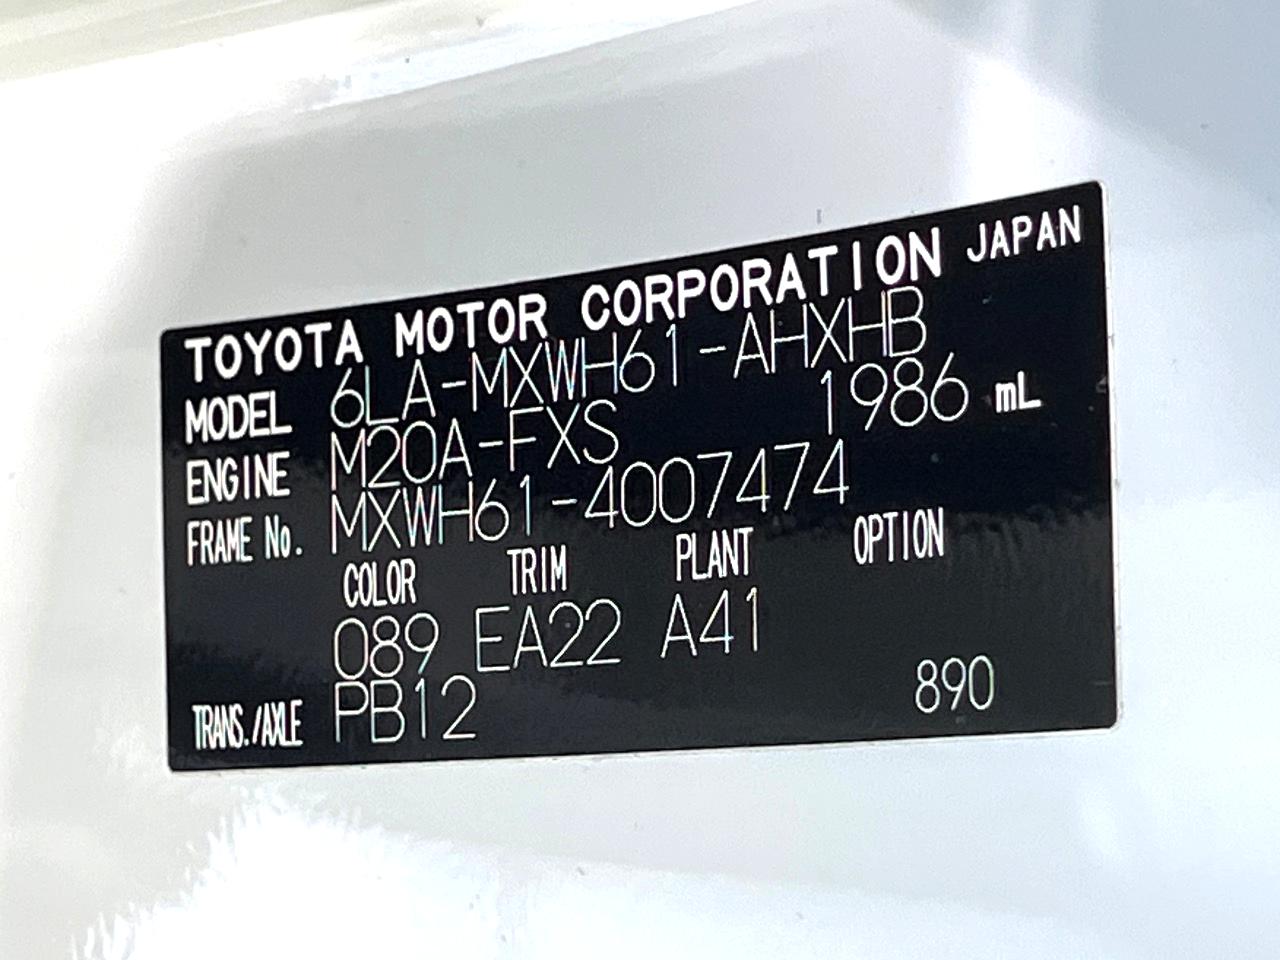 TOYOTA MOTOR CORPORATION JAPAN
MODEL 6LA-MXWH61-AHXHB
ENGINE M20A-FXS 1986 mL
FRAME No. MXWH61-4007474
COLOR TRIM PLANT OPTION
089 EA22 A41
TRANS./AXLE PB12 890